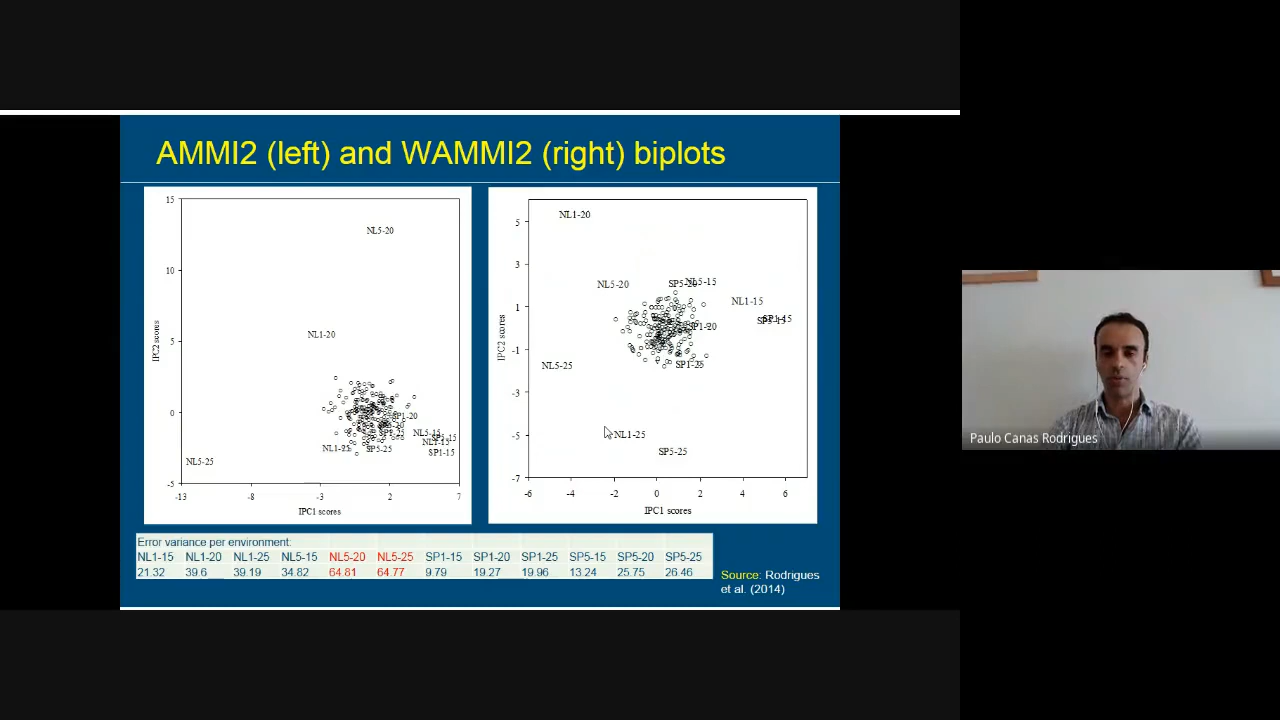 AMMI2 (left) and WAMMI2 (right) biplots
15
10
5
0
-5
-13
-8
-3
2
7
IPC2 scores
IPC1 scores
NL5-20
NL1-20
SP1-20
NL5-15
NL1-15
SP1-15
NL1-25
SP5-25
NL5-25
5
3
1
-1
-3
-5
-7
-6
-4
-2
0
2
4
6
IPC2 scores
IPC1 scores
NL1-20
NL5-20
SP5-20
NL5-15
NL1-15
SP1-15
SP5-15
SP1-20
SP1-25
NL5-25
NL1-25
SP5-25
Error variance per environment:
NL1-15 NL1-20 NL1-25 NL5-15 NL5-20 NL5-25 SP1-15 SP1-20 SP1-25 SP5-15 SP5-20 SP5-25
21.32 39.6 39.19 34.82 64.81 64.77 9.79 19.27 19.96 13.24 25.75 26.46
Source: Rodrigues
et al. (2014)
Paulo Canas Rodrigues